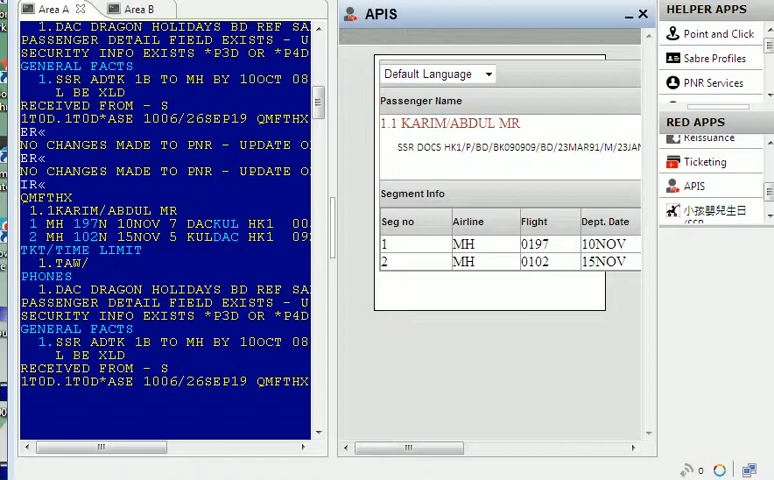 Area A
Area B
1.DAC DRAGON HOLIDAYS BD REF SA
PASSENGER DETAIL FIELD EXISTS - U
SECURITY INFO EXISTS *P3D OR *P4D
GENERAL FACTS
1.SSR ADTK 1B TO MH BY 10OCT 08
L BE XLD
RECEIVED FROM - S
1T0D.1T0D*ASE 1006/26SEP19 QMFTHX
ER«
NO CHANGES MADE TO PNR - UPDATE O
ER«
NO CHANGES MADE TO PNR - UPDATE O
IR«
QMFTHX
1.1KARIM/ABDUL MR
1 MH 197N 10NOV 7 DACKUL HK1 00
2 MH 102N 15NOV 5 KULDAC HK1 09
TKT/TIME LIMIT
1.TAW/
PHONES
1.DAC DRAGON HOLIDAYS BD REF SA
PASSENGER DETAIL FIELD EXISTS - U
SECURITY INFO EXISTS *P3D OR *P4D
GENERAL FACTS
1.SSR ADTK 1B TO MH BY 10OCT 08
L BE XLD
RECEIVED FROM - S
1T0D.1T0D*ASE 1006/26SEP19 QMFTHX
APIS
Default Language
Passenger Name
1.1 KARIM/ABDUL MR
SSR DOCS HK1/P/BD/BK090909/BD/23MAR91/M/23JAN
Segment Info
Seg no Airline Flight Dept. Date
1 MH 0197 10NOV
2 MH 0102 15NOV
HELPER APPS
Point and Click
Sabre Profiles
PNR Services
RED APPS
Reissuance
Ticketing
APIS
小孩嬰兒生日
/SSR
0